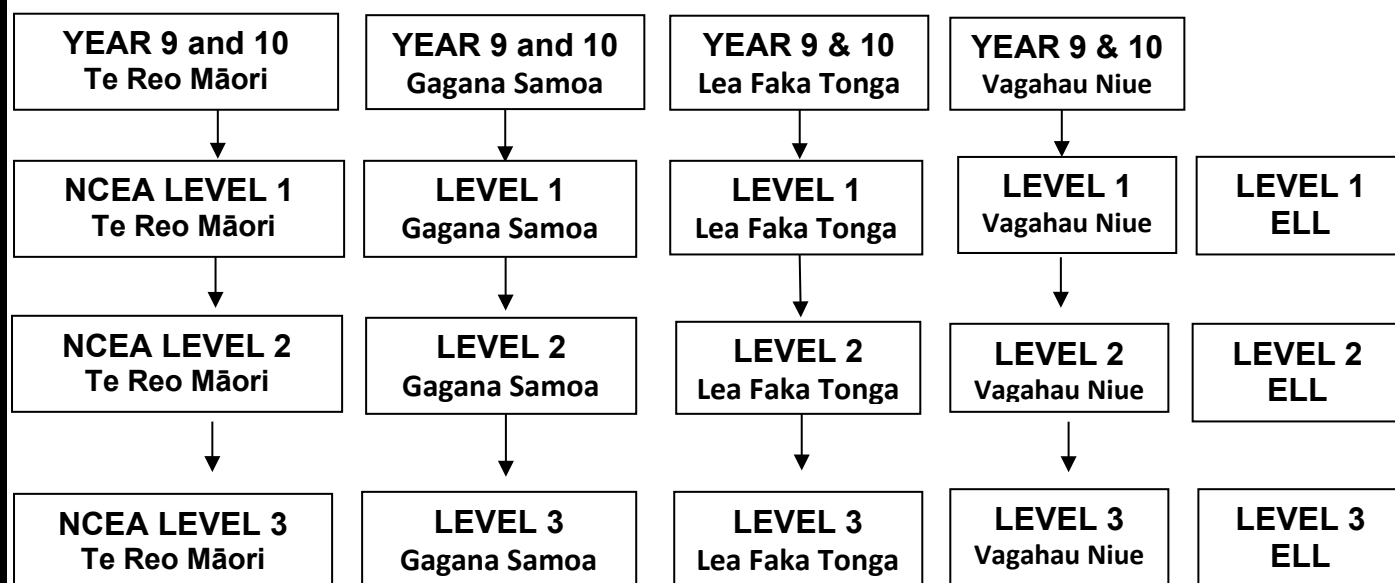 YEAR 9 and 10
Te Reo Māori
YEAR 9 and 10
Gagana Samoa
YEAR 9 & 10
Lea Faka Tonga
YEAR 9 & 10
Vagahau Niue
NCEA LEVEL 1
Te Reo Māori
LEVEL 1
Gagana Samoa
LEVEL 1
Lea Faka Tonga
LEVEL 1
Vagahau Niue
LEVEL 1
ELL
NCEA LEVEL 2
Te Reo Māori
LEVEL 2
Gagana Samoa
LEVEL 2
Lea Faka Tonga
LEVEL 2
Vagahau Niue
LEVEL 2
ELL
NCEA LEVEL 3
Te Reo Māori
LEVEL 3
Gagana Samoa
LEVEL 3
Lea Faka Tonga
LEVEL 3
Vagahau Niue
LEVEL 3
ELL